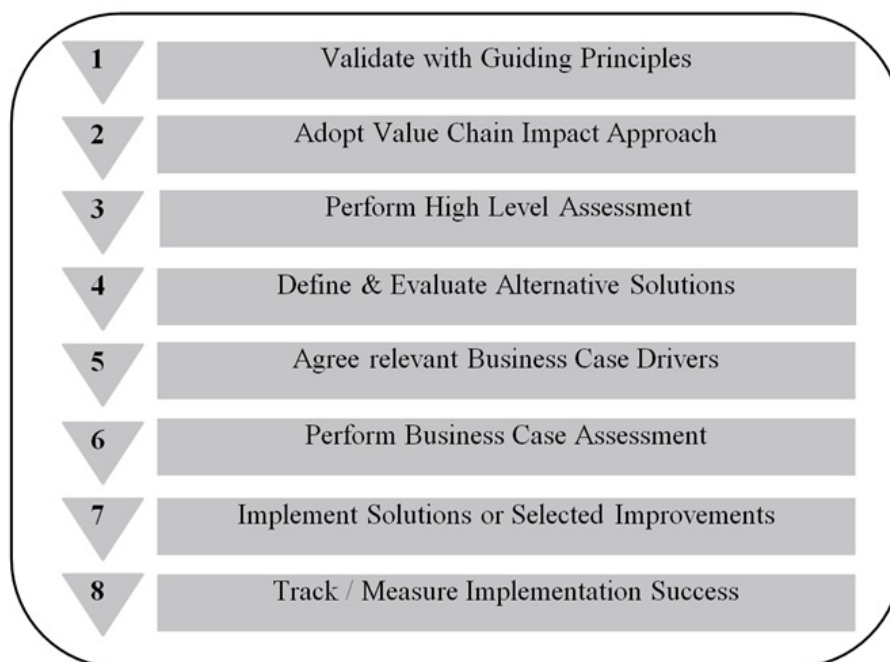 1 Validate with Guiding Principles
2 Adopt Value Chain Impact Approach
3 Perform High Level Assessment
4 Define & Evaluate Alternative Solutions
5 Agree relevant Business Case Drivers
6 Perform Business Case Assessment
7 Implement Solutions or Selected Improvements
8 Track / Measure Implementation Success